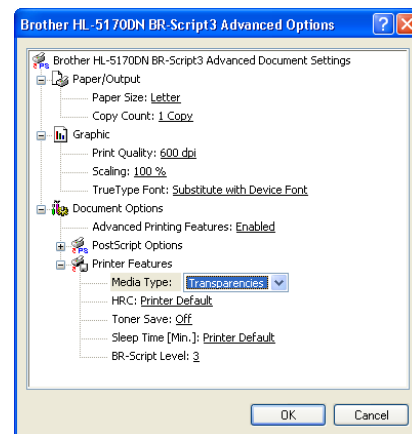 Brother HL-5170DN BR-Script3 Advanced Options
Brother HL-5170DN BR-Script3 Advanced Document Settings
Paper/Output
Paper Size: Letter
Copy Count: 1 Copy
Graphic
Print Quality: 600 dpi
Scaling: 100 %
TrueType Font: Substitute with Device Font
Document Options
Advanced Printing Features: Enabled
PostScript Options
Printer Features
Media Type: Transparencies
HRC: Printer Default
Toner Save: Off
Sleep Time [Min.]: Printer Default
BR-Script Level: 3
OK Cancel